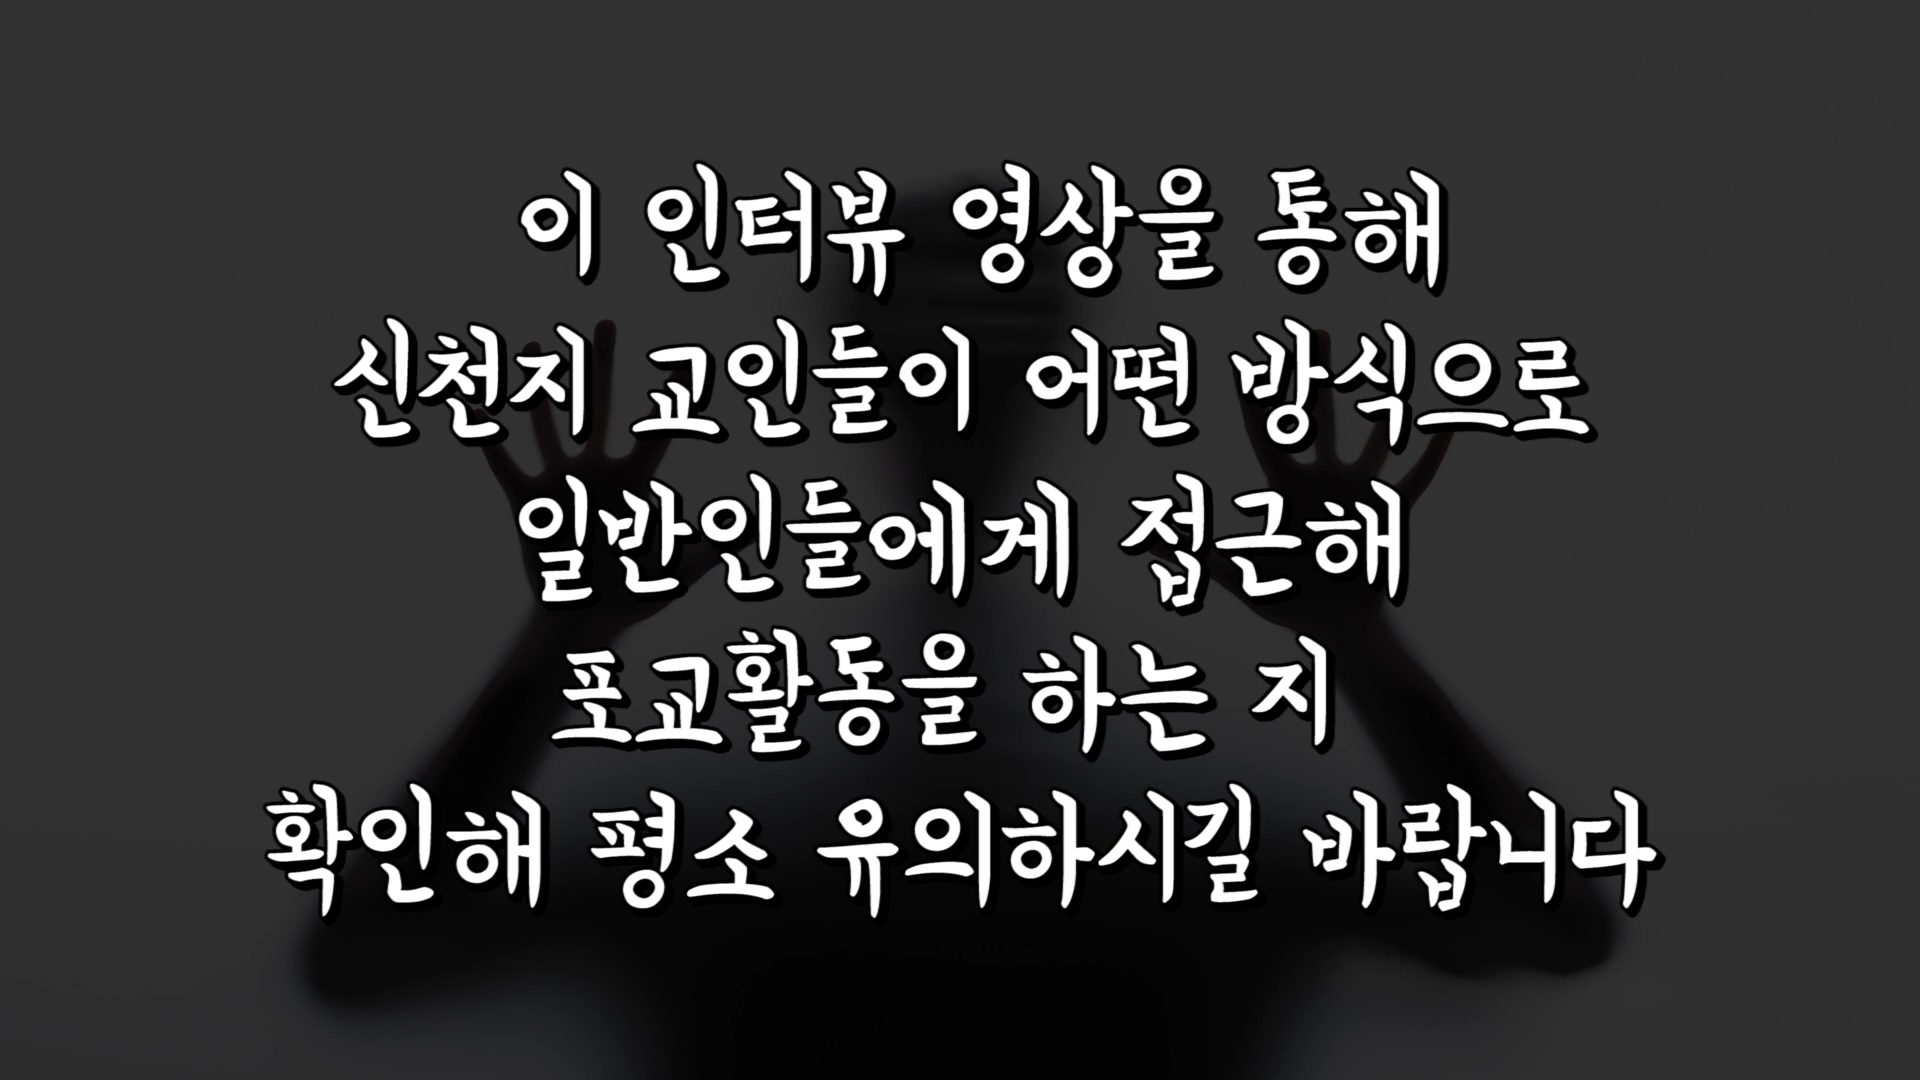 이 인터뷰 영상을 통해
신천지 교인들이 어떤 방식으로
일반인들에게 접근해
포교활동을 하는 지
확인해 평소 유의하시길 바랍니다